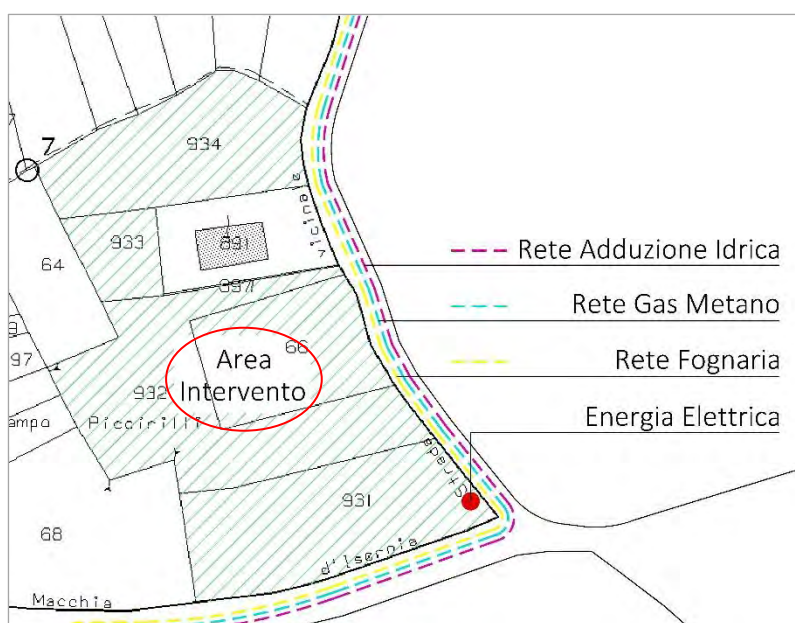 934
7
vicinale
933
891
64
Rete Adduzione Idrica
397
Rete Gas Metano
66
97
Area
Intervento
Rete Fognaria
932
ampo Piccirilli
Energia Elettrica
Strada
931
68
d'Isernia
Macchia